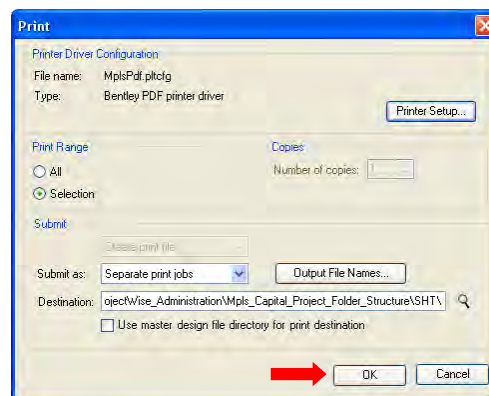 Print
Printer Driver Configuration
File name: MplsPdf.pltcfg
Type: Bentley PDF printer driver
Printer Setup...
Print Range
Copies
All
Number of copies: 1
Selection
Submit
Create print file
Submit as: Separate print jobs Output File Names...
Destination: ojectWise_Administration\Mpls_Capital_Project_Folder_Structure\SHT\
Use master design file directory for print destination
OK Cancel